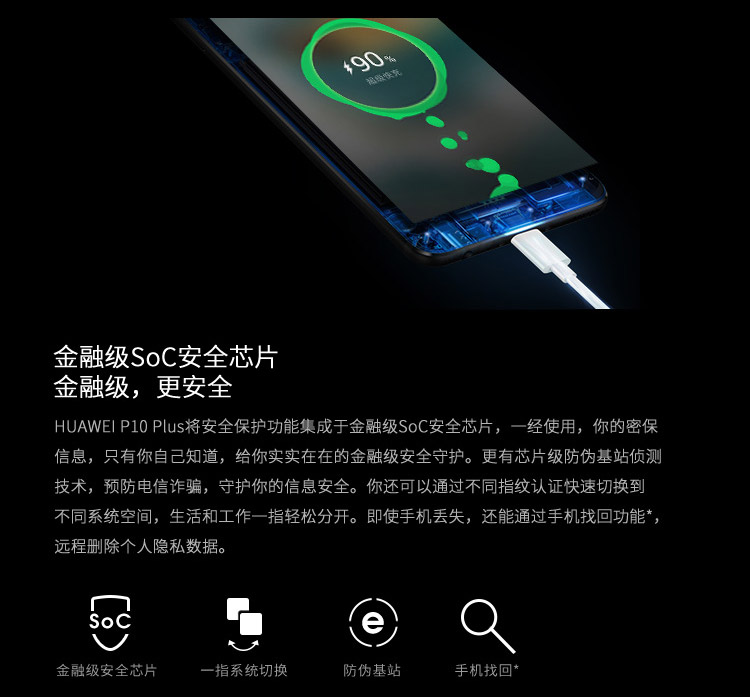 90%
超级快充
金融级SoC安全芯片
金融级，更安全
HUAWEI P10 Plus将安全保护功能集成于金融级SoC安全芯片，一经使用，你的密保
信息，只有你自己知道，给你实实在在的金融级安全守护。更有芯片级防伪基站侦测
技术，预防电信诈骗，守护你的信息安全。你还可以通过不同指纹认证快速切换到
不同系统空间，生活和工作一指轻松分开。即使手机丢失，还能通过手机找回功能*，
远程删除个人隐私数据。
SoC
e
金融级安全芯片 一指系统切换 防伪基站 手机找回*